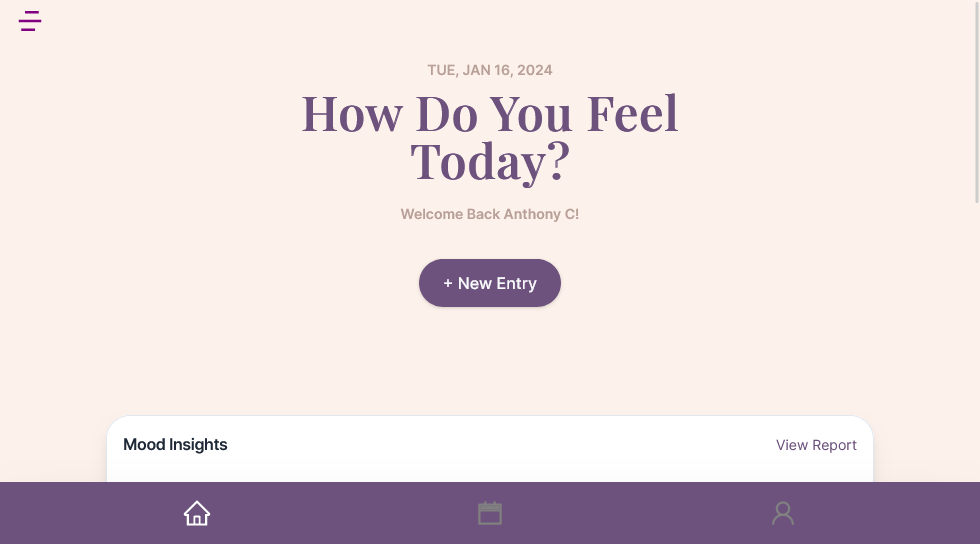 TUE, JAN 16, 2024
How Do You Feel
Today?
Welcome Back Anthony C!
+ New Entry
Mood Insights
View Report